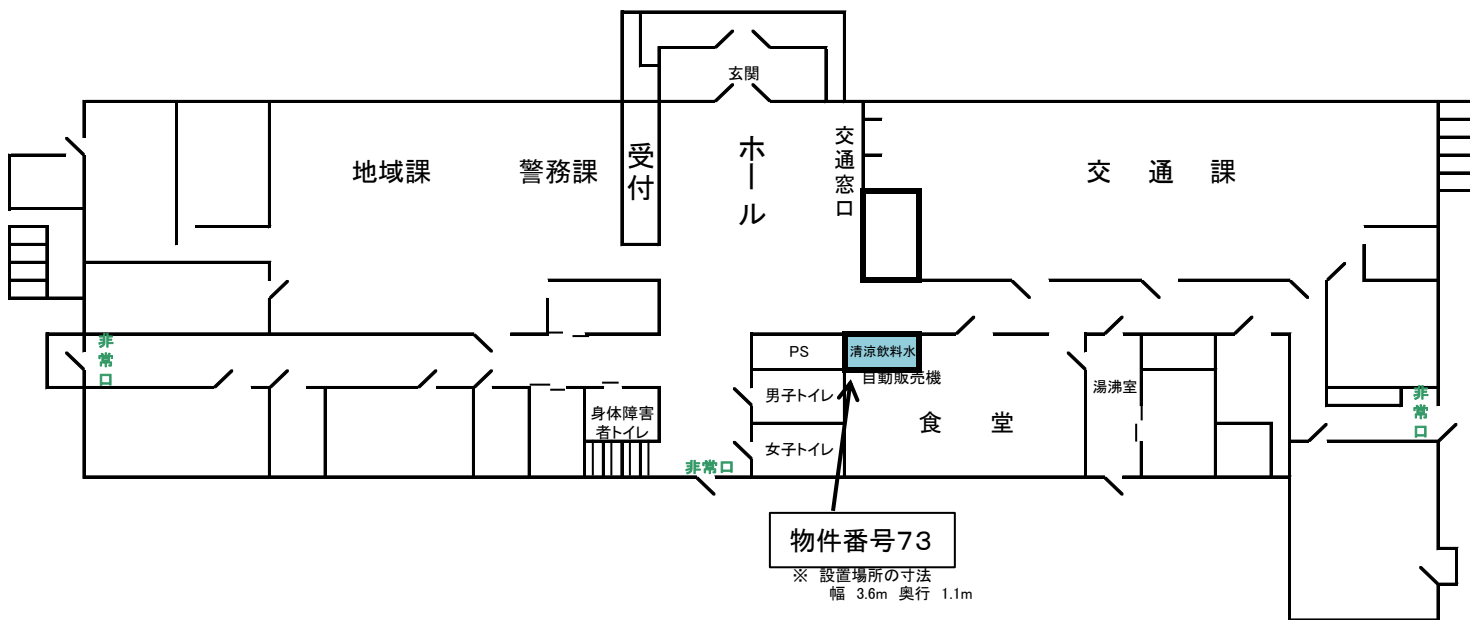 玄関
地域課
警務課
受付
ホール
交通窓口
交通課
非常口
PS
清涼飲料水
自動販売機
男子トイレ
湯沸室
身体障害
者トイレ
食堂
女子トイレ
非常口
非常口
物件番号73
※ 設置場所の寸法
幅 3.6m 奥行 1.1m